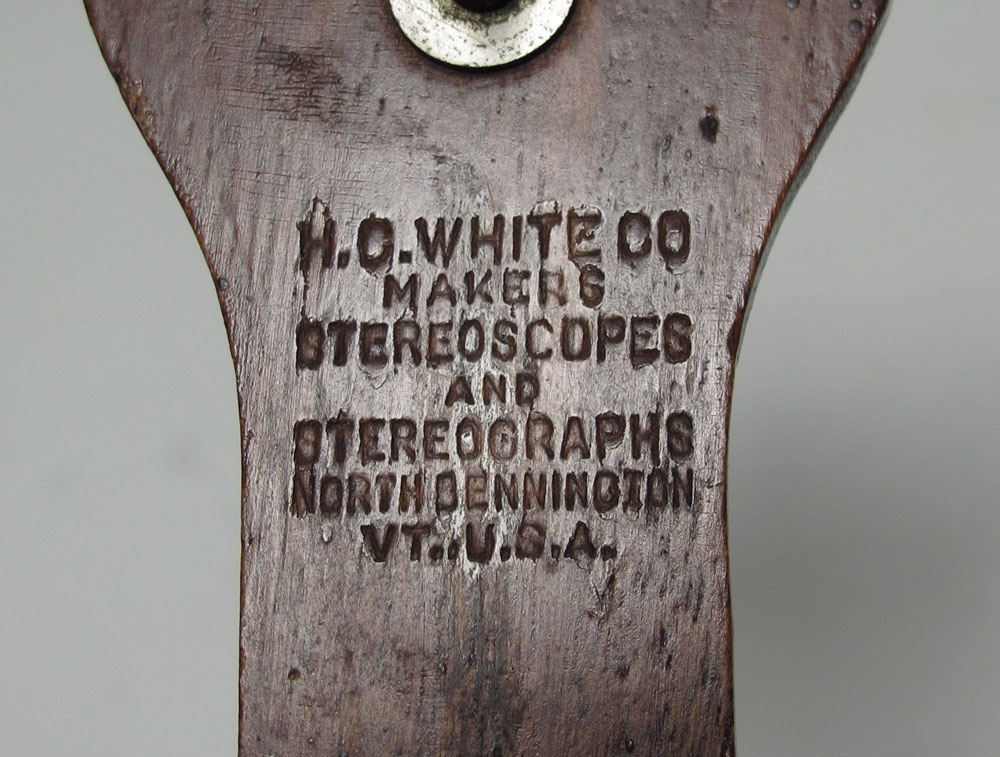 H.C. WHITE CO
MAKERS
STEREOSCOPES
AND
STEREOGRAPHS
NORTH BENNINGTON
VT., U.S.A.